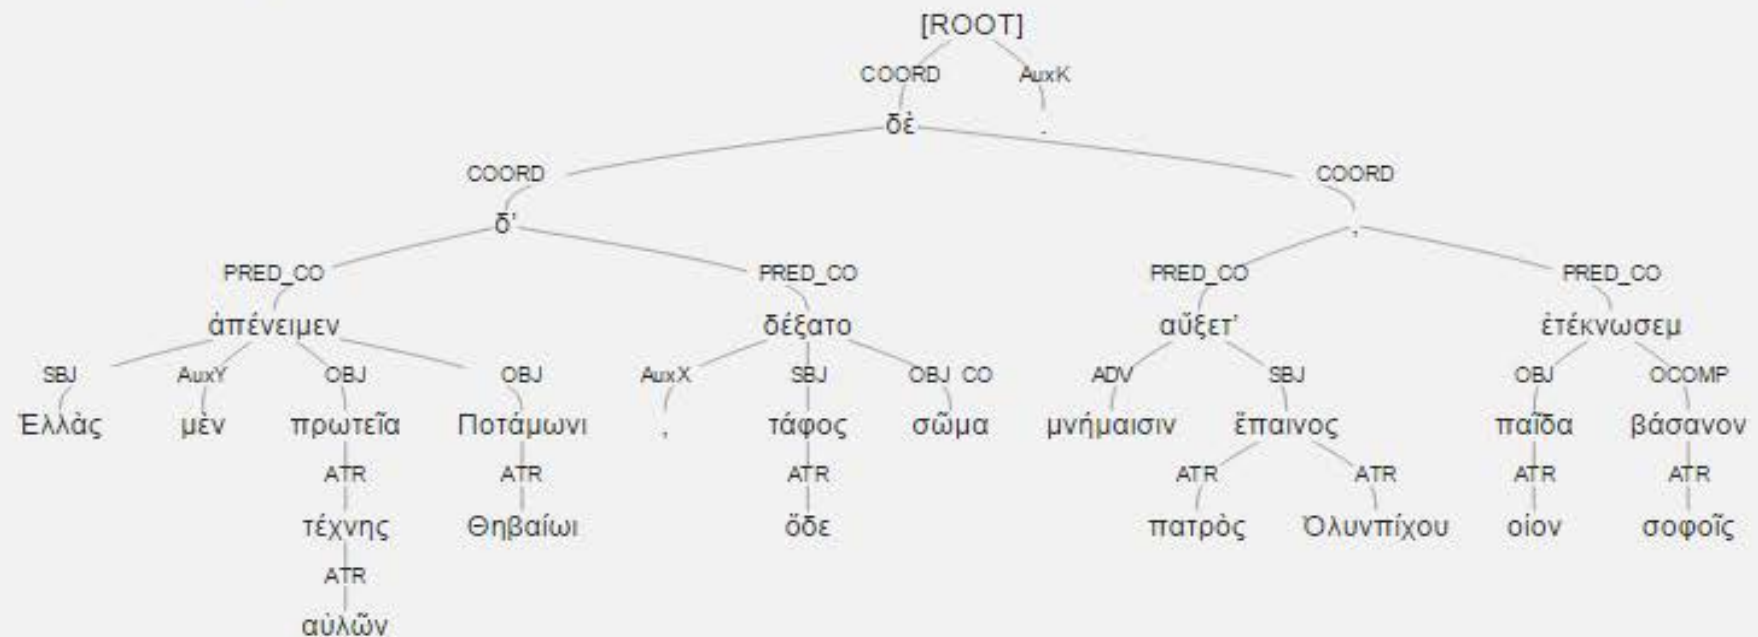 [ROOT]
COORD AuxK
δὲ .
COORD COORD
δ' ,
PRED_CO PRED_CO PRED_CO PRED_CO
ἀπένειμεν δέξατο αὔξετ' ἐτέκνωσεμ
SBJ AuxY OBJ OBJ AuxX SBJ OBJ CO ADV SBJ OBJ OCOMP
Ἑλλὰς μὲν πρωτεῖα Ποτάμωνι , τάφος σῶμα μνήμαισιν ἔπαινος παῖδα βάσανον
ATR ATR ATR ATR ATR ATR ATR
τέχνης Θηβαίωι ὅδε πατρὸς Ὀλυνπίχου οἷον σοφοῖς
ATR
αὐλῶν